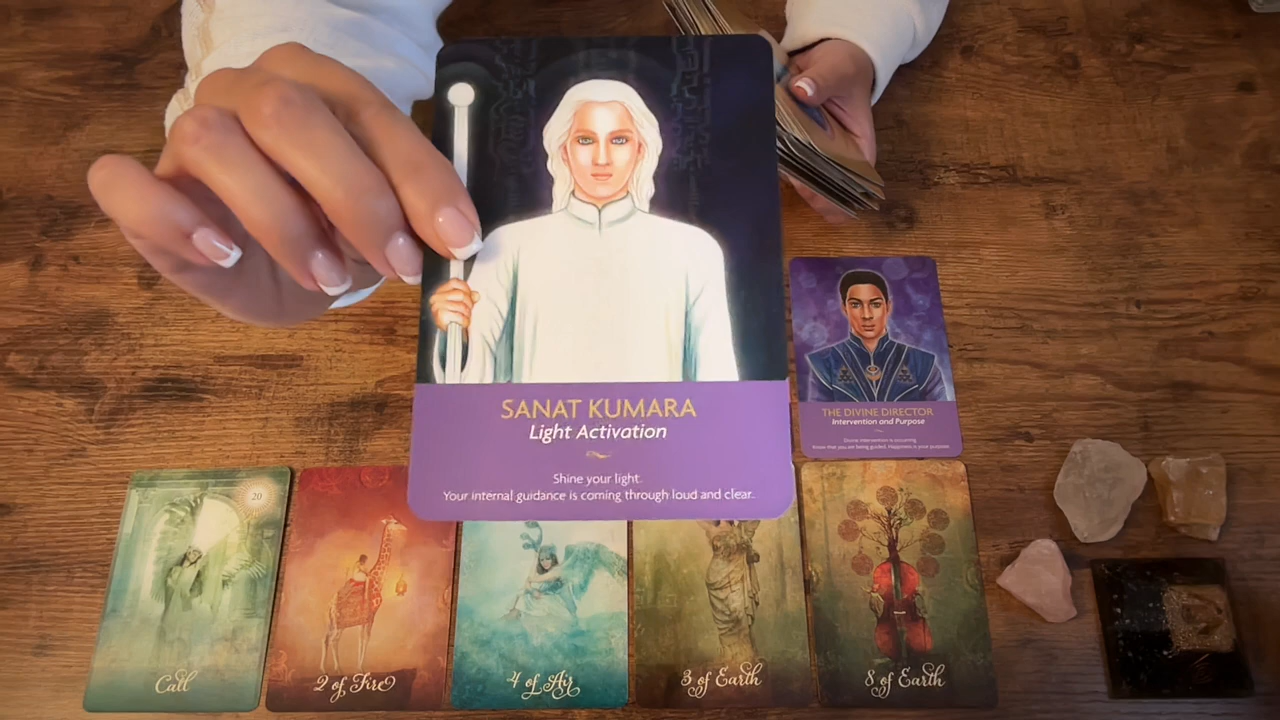 SANAT KUMARA
Light Activation
Shine your light.
Your internal guidance is coming through loud and clear.
THE DIVINE DIRECTOR
Intervention and Purpose
Divine intervention is occurring.
Know that you are being guided. Happiness is your purpose.
20
Call
2 of Fire
4 of Air
3 of Earth
8 of Earth